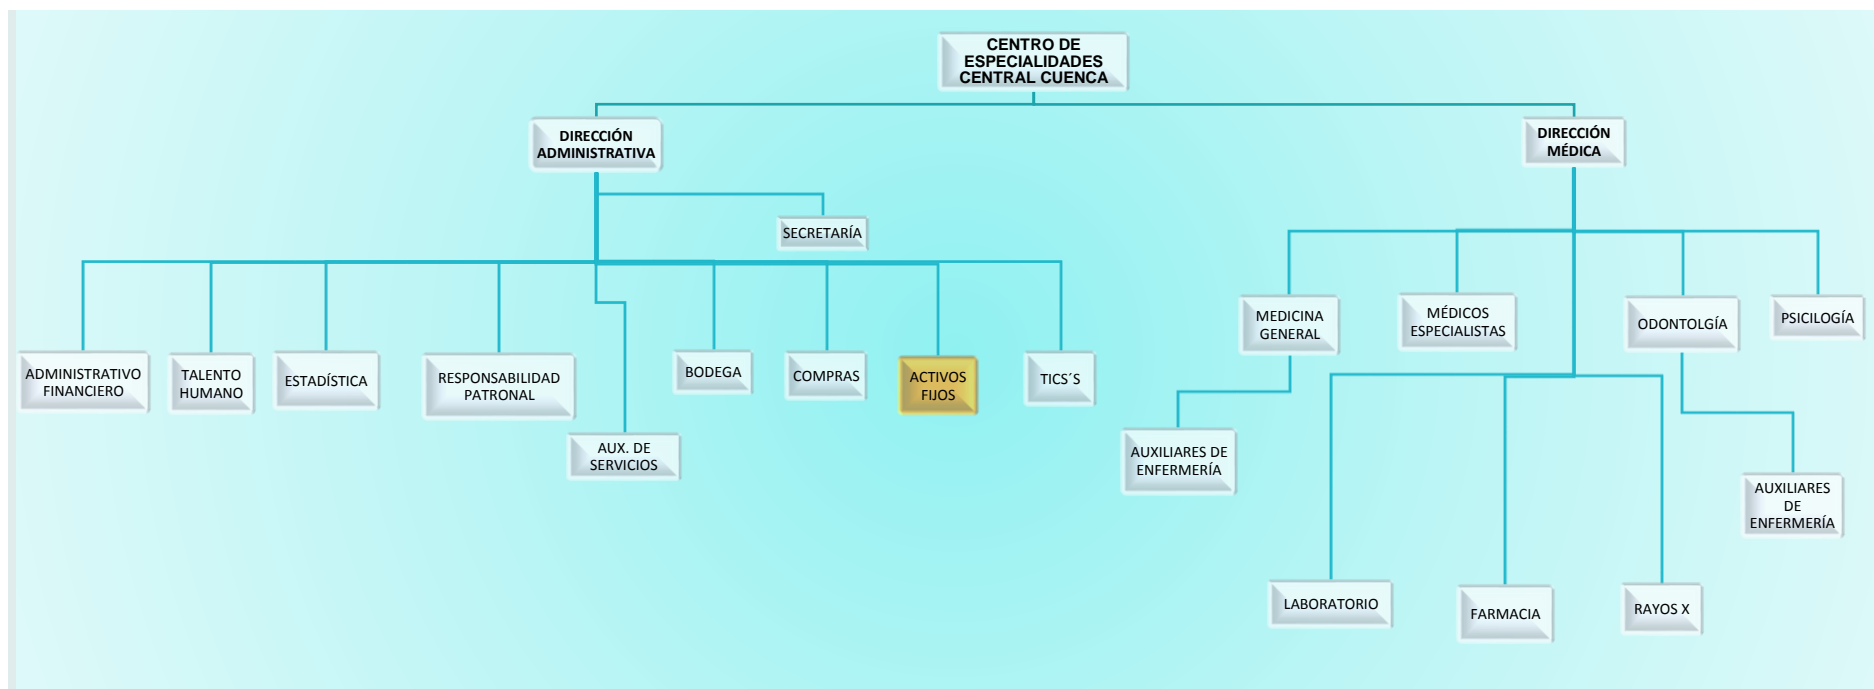 CENTRO DE
ESPECIALIDADES
CENTRAL CUENCA
DIRECCIÓN
ADMINISTRATIVA
DIRECCIÓN
MÉDICA
SECRETARÍA
ADMINISTRATIVO
FINANCIERO
TALENTO
HUMANO
ESTADÍSTICA
RESPONSABILIDAD
PATRONAL
AUX. DE
SERVICIOS
BODEGA
COMPRAS
ACTIVOS
FIJOS
TICS´S
MEDICINA
GENERAL
MÉDICOS
ESPECIALISTAS
ODONTOLGÍA
PSICILOGÍA
AUXILIARES DE
ENFERMERÍA
AUXILIARES
DE
ENFERMERÍA
LABORATORIO
FARMACIA
RAYOS X